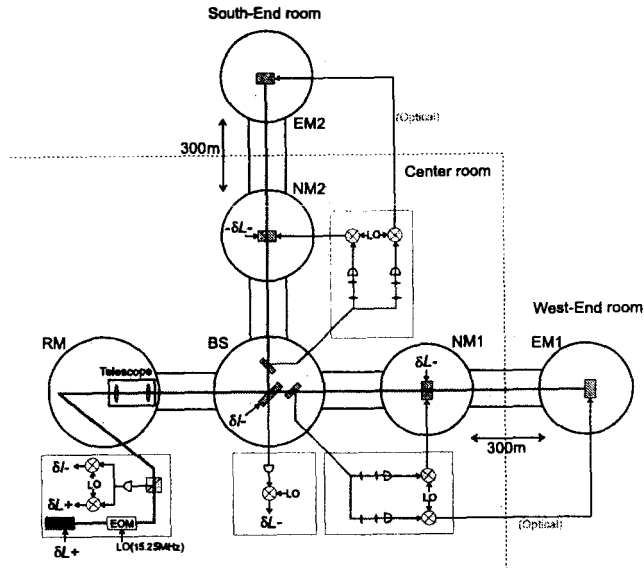 South-End room
EM2
(Optical)
300m
Center room
NM2
-δL-
LO
West-End room
RM
BS
NM1
EM1
Telescope
δL-
δl-
300m
δl-
LO
δL+
LO
δL-
LO
(Optical)
EOM
δL+
LO(15.25MHz)